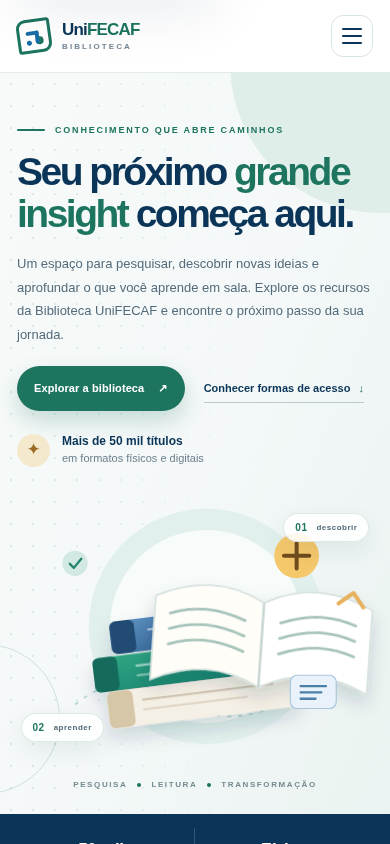 UniFECAF
BIBLIOTECA
CONHECIMENTO QUE ABRE CAMINHOS
Seu próximo grande
insight começa aqui.
Um espaço para pesquisar, descobrir novas ideias e
aprofundar o que você aprende em sala. Explore os recursos
da Biblioteca UniFECAF e encontre o próximo passo da sua
jornada.
Explorar a biblioteca ↗
Conhecer formas de acesso ↓
Mais de 50 mil títulos
em formatos físicos e digitais
01 descobrir
02 aprender
PESQUISA • LEITURA • TRANSFORMAÇÃO